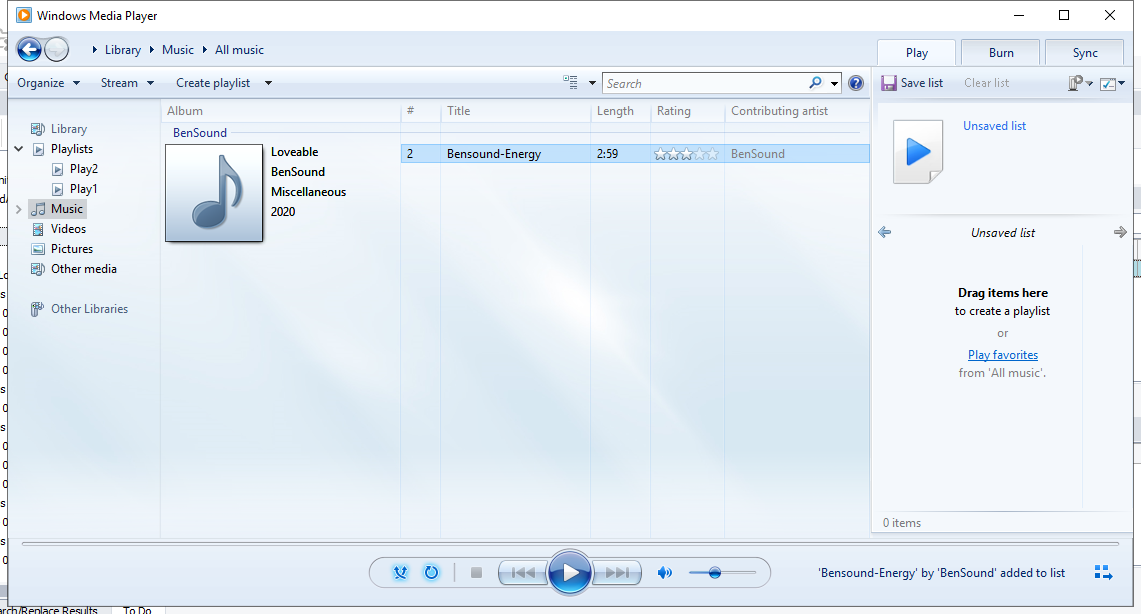 Windows Media Player
Library Music All music
Play Burn Sync
Organize Stream Create playlist Search Save list Clear list
Album # Title Length Rating Contributing artist
BenSound
Loveable
BenSound
Miscellaneous
2020
2 Bensound-Energy 2:59 BenSound
Library
Playlists
Play2
Play1
Music
Videos
Pictures
Other media
Other Libraries
Unsaved list
Unsaved list
Drag items here
to create a playlist
or
Play favorites
from 'All music'.
0 items
'Bensound-Energy' by 'BenSound' added to list
arch/Replace Results To Do